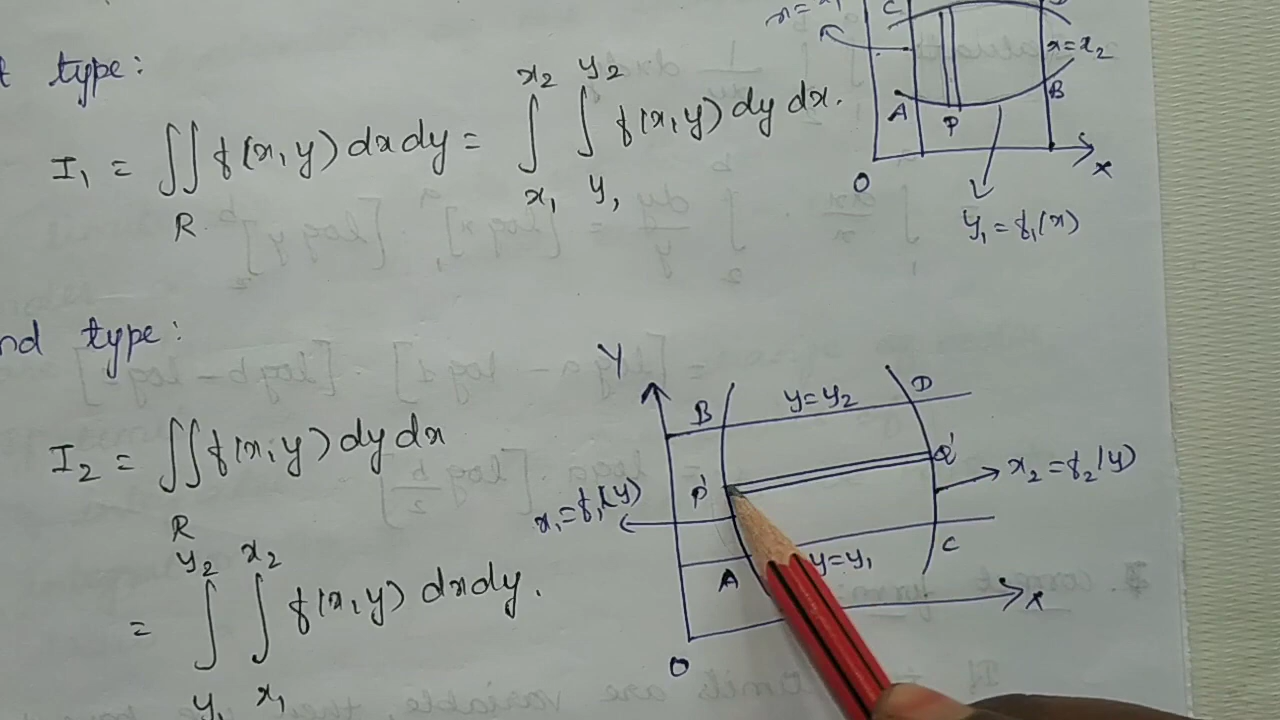 type:
I₁ = ∬ f(x,y) dx dy = ∫ ∫ f(x,y) dy dx.
R
x₂ y₂
x₁ y₁
C
x = x₂
A
P
B
O
x
y₁ = f₁(x)
nd type:
I₂ = ∬ f(x,y) dy dx
R
y₂ x₂
= ∫ ∫ f(x,y) dx dy.
y₁ x₁
Y
B
y = y₂
D
P'
Q'
x₁ = f₁(y)
x₂ = f₂(y)
A
y = y₁
C
x
O